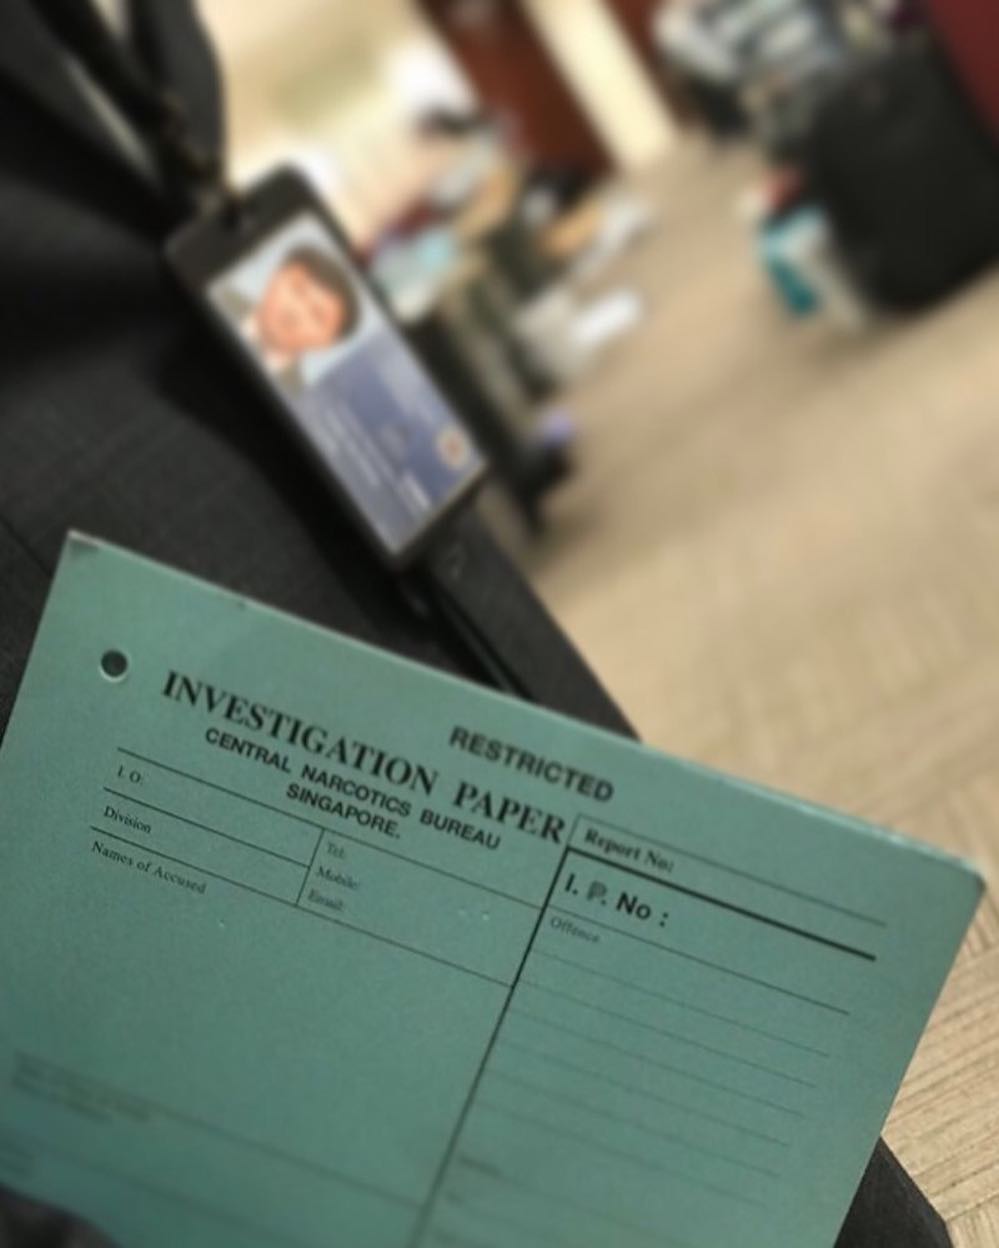 RESTRICTED
INVESTIGATION PAPER
CENTRAL NARCOTICS BUREAU
SINGAPORE.
I. O.
Division
Names of Accused
Tel:
Mobile:
Email:
Report No:
I. P. No :
Offence